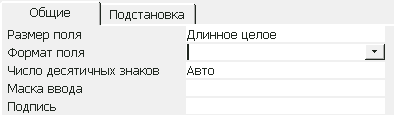 Общие Подстановка
Размер поля Длинное целое
Формат поля
Число десятичных знаков Авто
Маска ввода
Подпись